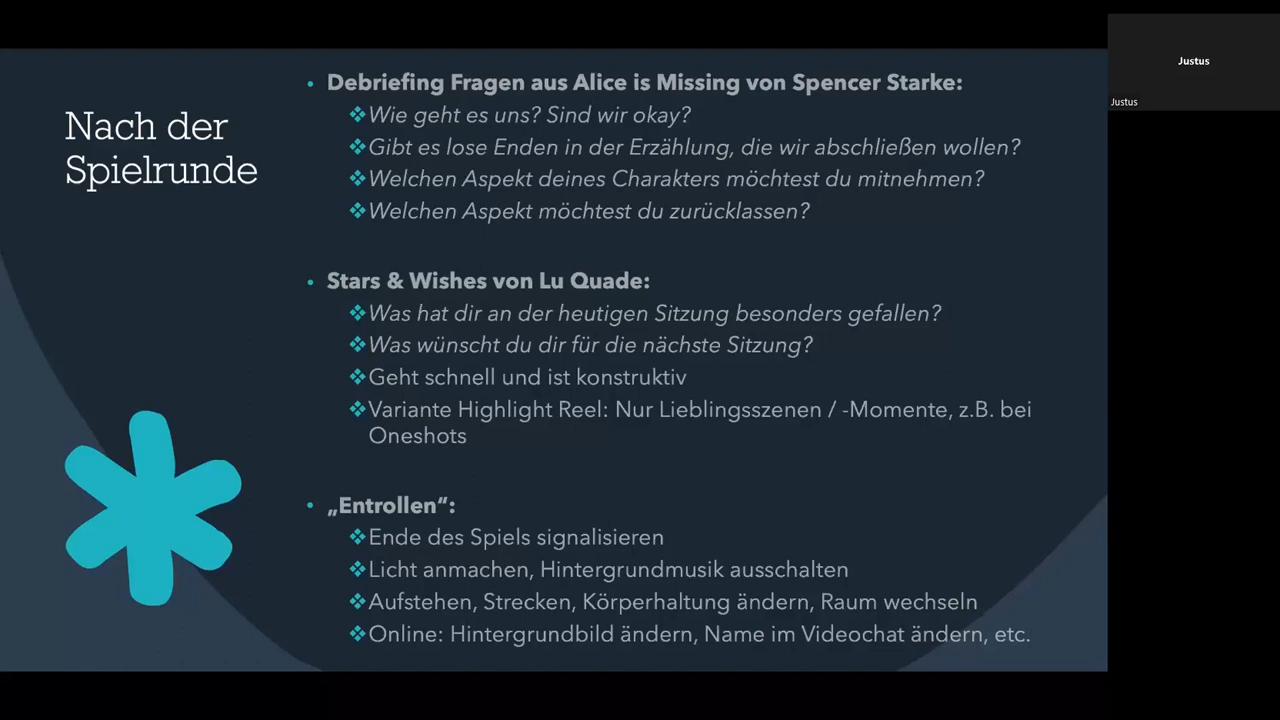 Nach der
Spielrunde
• Debriefing Fragen aus Alice is Missing von Spencer Starke:
❖Wie geht es uns? Sind wir okay?
❖Gibt es lose Enden in der Erzählung, die wir abschließen wollen?
❖Welchen Aspekt deines Charakters möchtest du mitnehmen?
❖Welchen Aspekt möchtest du zurücklassen?
• Stars & Wishes von Lu Quade:
❖Was hat dir an der heutigen Sitzung besonders gefallen?
❖Was wünscht du dir für die nächste Sitzung?
❖Geht schnell und ist konstruktiv
❖Variante Highlight Reel: Nur Lieblingsszenen / -Momente, z.B. bei
Oneshots
• „Entrollen“:
❖Ende des Spiels signalisieren
❖Licht anmachen, Hintergrundmusik ausschalten
❖Aufstehen, Strecken, Körperhaltung ändern, Raum wechseln
❖Online: Hintergrundbild ändern, Name im Videochat ändern, etc.
Justus
Justus